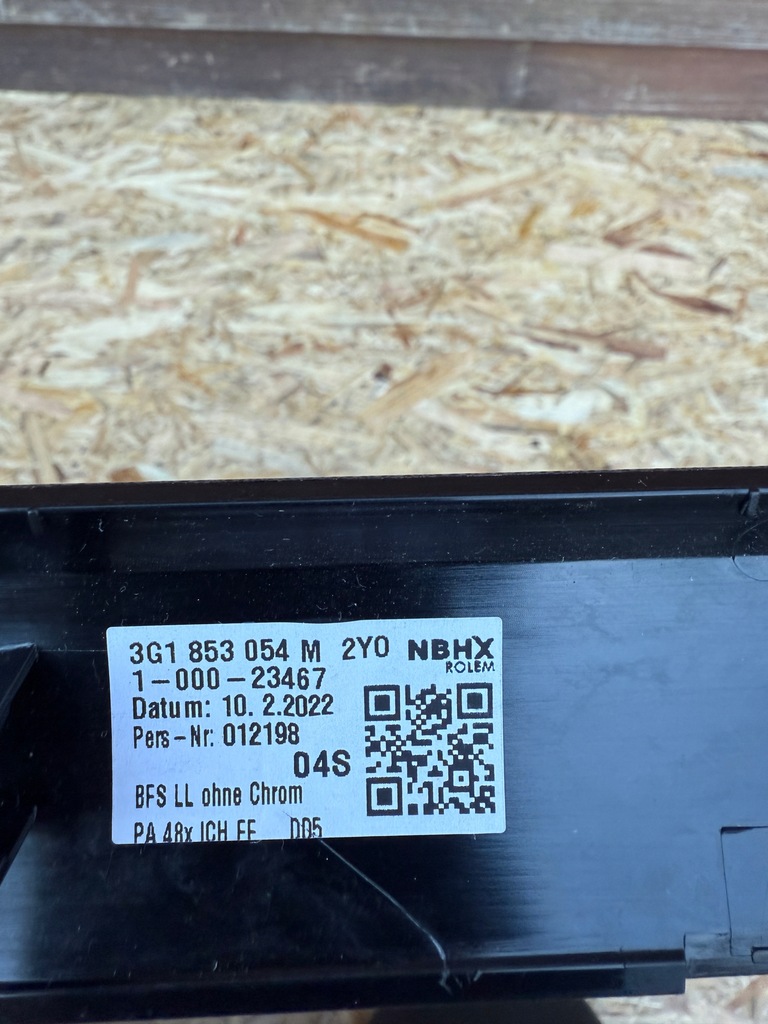 3G1 853 054 M 2Y0 NBHX
ROLEM
1-000-23467
Datum: 10. 2.2022
Pers-Nr: 012198
04S
BFS LL ohne Chrom
PA 48x ICH FE DD5